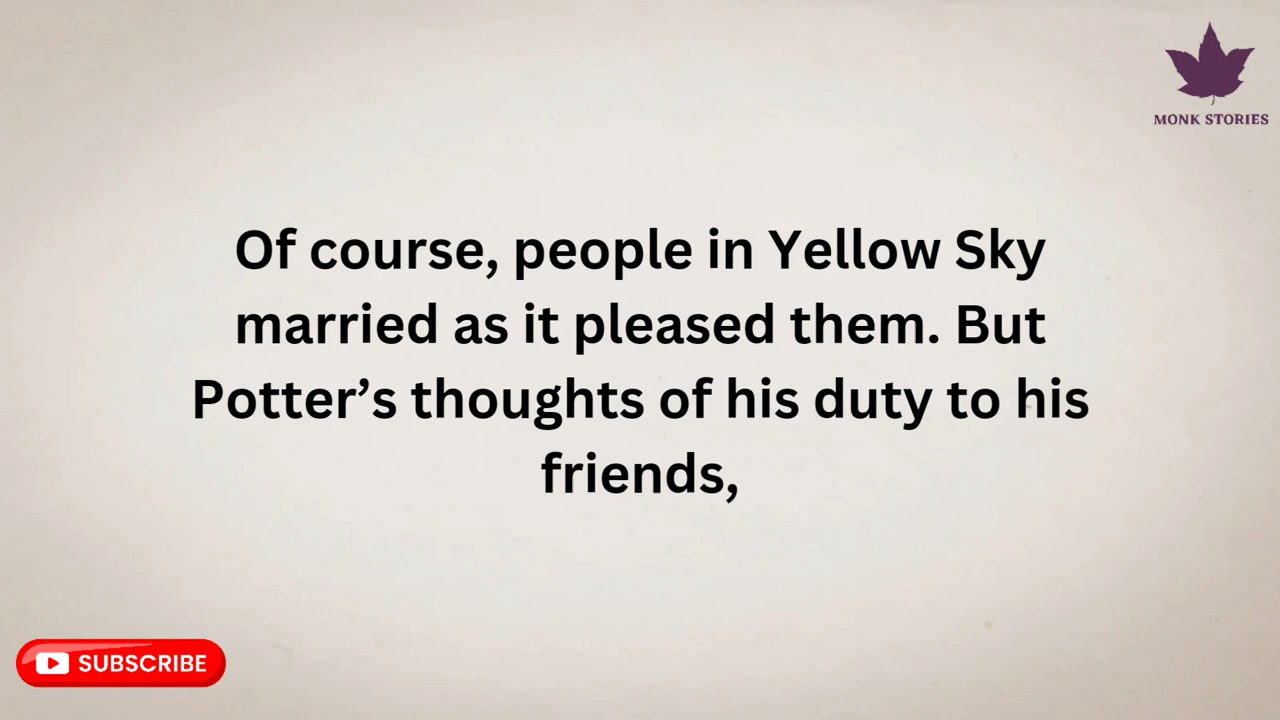 MONK STORIES
Of course, people in Yellow Sky
married as it pleased them. But
Potter’s thoughts of his duty to his
friends,
SUBSCRIBE